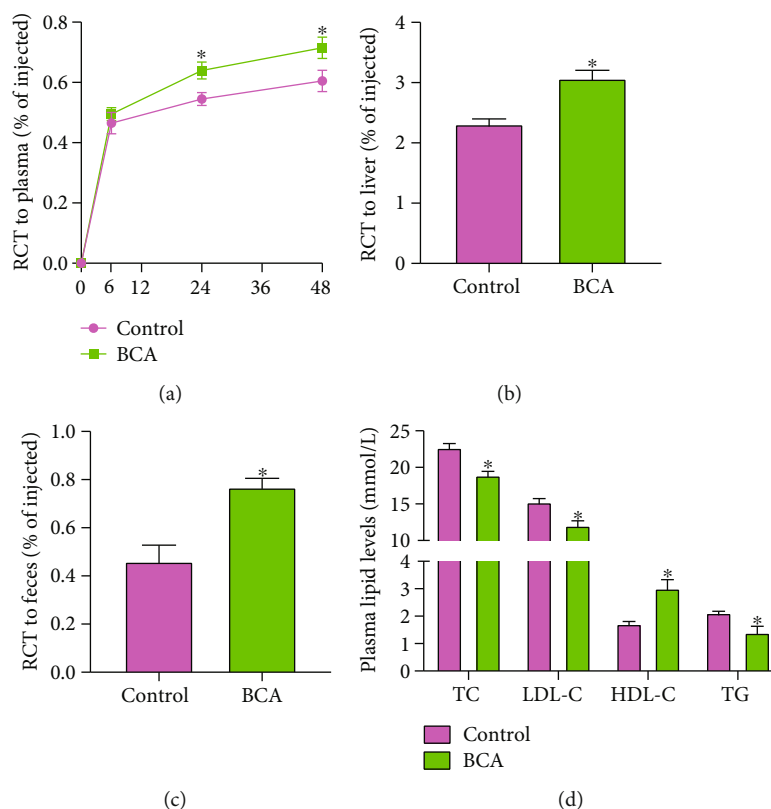 0.8
0.6
0.4
0.2
0.0
RCT to plasma (% of injected)
*
*
0
6
12
24
36
48
Control
BCA
(a)
4
3
2
1
0
RCT to liver (% of injected)
*
Control
BCA
(b)
1.0
0.8
0.6
0.4
0.2
0.0
RCT to feces (% of injected)
*
Control
BCA
(c)
25
20
15
10
4
3
2
1
0
Plasma lipid levels (mmol/L)
*
*
*
*
TC
LDL-C
HDL-C
TG
Control
BCA
(d)